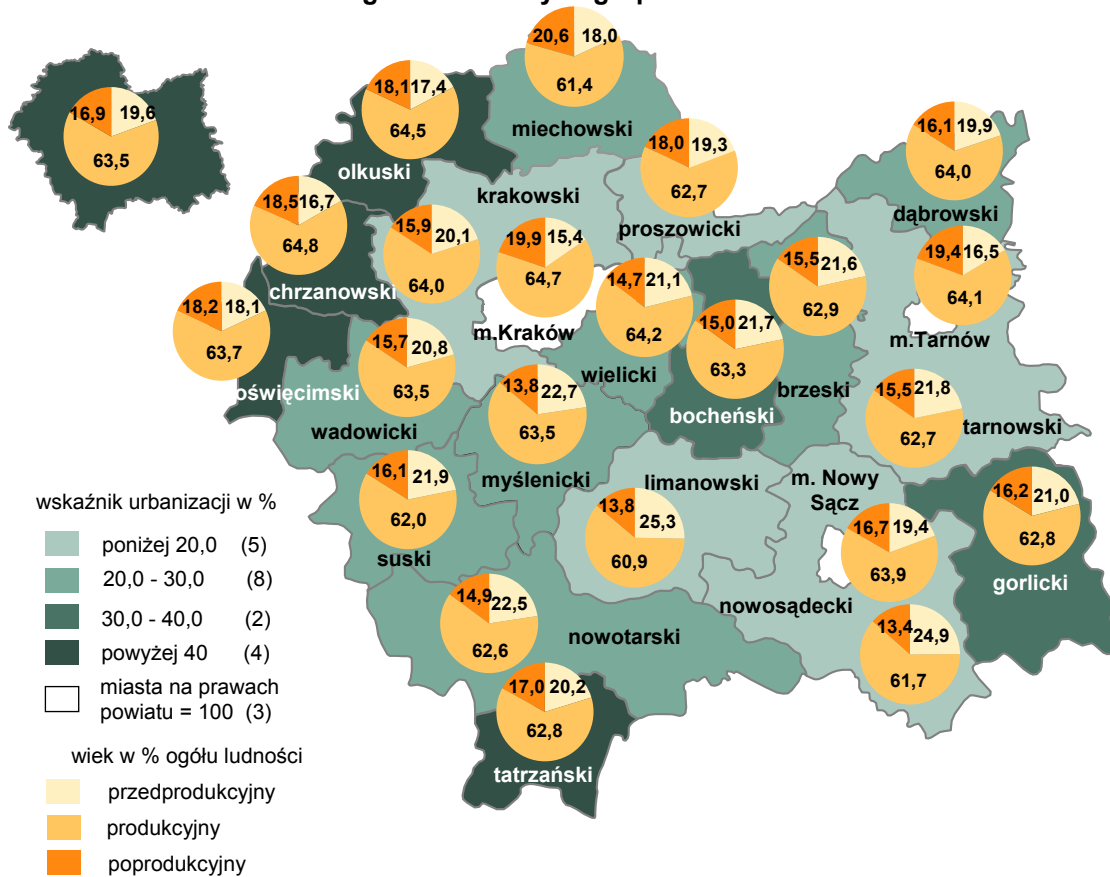 20,6 18,0
61,4
miechowski
18,1 17,4
64,5
olkuski
16,9 19,6
63,5
16,1 19,9
64,0
dąbrowski
18,0 19,3
62,7
proszowicki
krakowski
18,5 16,7
64,8
chrzanowski
15,9 20,1
64,0
19,9 15,4
64,7
m.Kraków
14,7 21,1
64,2
wielicki
15,5 21,6
62,9
brzeski
19,4 16,5
64,1
m.Tarnów
18,2 18,1
63,7
oświęcimski
15,7 20,8
63,5
wadowicki
15,0 21,7
63,3
bocheński
13,8 22,7
63,5
myślenicki
15,5 21,8
62,7
tarnowski
16,1 21,9
62,0
suski
limanowski
13,8 25,3
60,9
m. Nowy
Sącz
16,7 19,4
63,9
16,2 21,0
62,8
gorlicki
nowosądecki
13,4 24,9
61,7
14,9 22,5
62,6
nowotarski
17,0 20,2
62,8
tatrzański
wskaźnik urbanizacji w %
poniżej 20,0 (5)
20,0 - 30,0 (8)
30,0 - 40,0 (2)
powyżej 40 (4)
miasta na prawach
powiatu = 100 (3)
wiek w % ogółu ludności
przedprodukcyjny
produkcyjny
poprodukcyjny